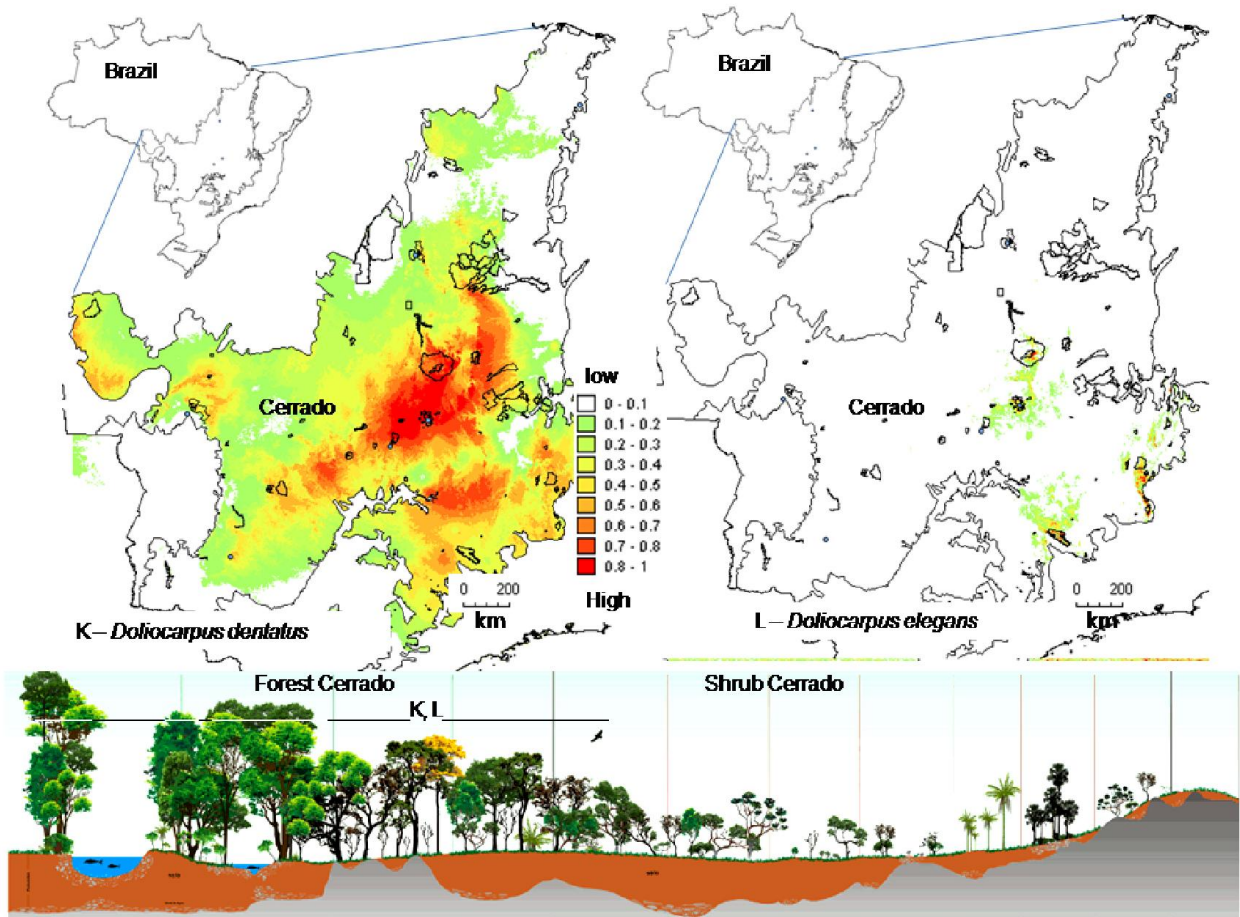 Brazil
Cerrado
low
0 - 0.1
0.1 - 0.2
0.2 - 0.3
0.3 - 0.4
0.4 - 0.5
0.5 - 0.6
0.6 - 0.7
0.7 - 0.8
0.8 - 1
High
0 200
km
K – Doliocarpus dentatus
Brazil
Cerrado
0 200
km
L – Doliocarpus elegans
Forest Cerrado
Shrub Cerrado
K, L